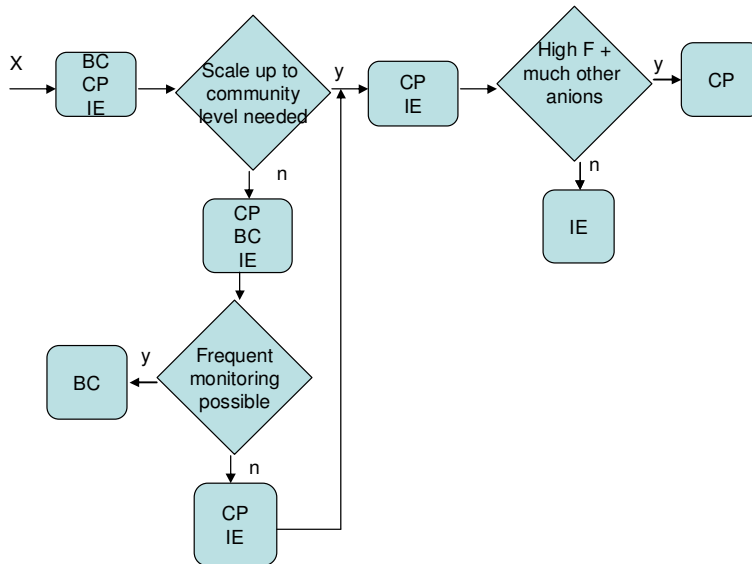 X
BC
CP
IE
Scale up to
community
level needed
y
CP
IE
High F +
much other
anions
y
CP
n
IE
n
CP
BC
IE
Frequent
monitoring
possible
y
BC
n
CP
IE